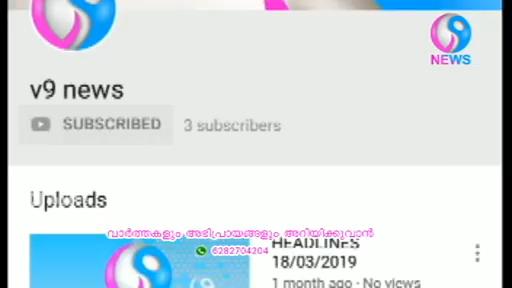 NEWS
v9 news
SUBSCRIBED 3 subscribers
Uploads
വാർത്തകളും അഭിപ്രായങ്ങളും അറിയിക്കുവാൻ
6282704204
HEADLINES
18/03/2019
1 month ago · No views